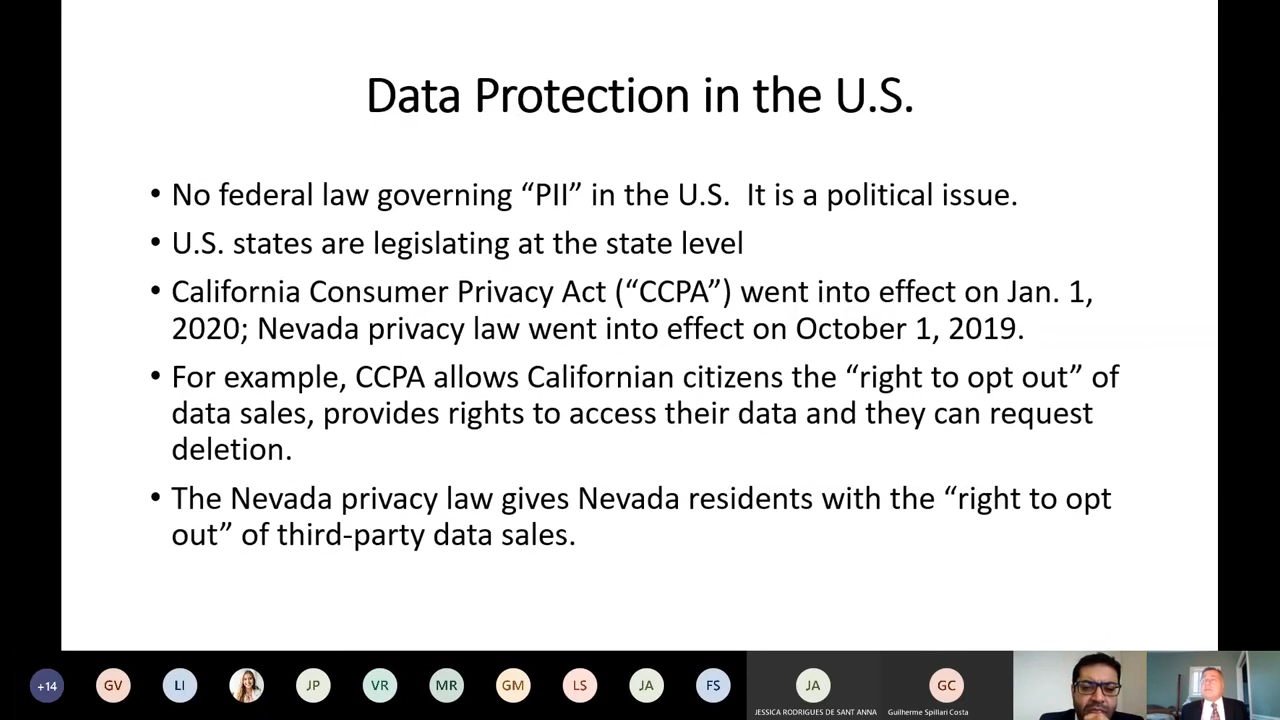 Data Protection in the U.S.
• No federal law governing “PII” in the U.S.  It is a political issue.
• U.S. states are legislating at the state level
• California Consumer Privacy Act (“CCPA”) went into effect on Jan. 1,
2020; Nevada privacy law went into effect on October 1, 2019.
• For example, CCPA allows Californian citizens the “right to opt out” of
data sales, provides rights to access their data and they can request
deletion.
• The Nevada privacy law gives Nevada residents with the “right to opt
out” of third-party data sales.
+14 GV LI JP VR MR GM LS JA FS JA GC
JESSICA RODRIGUES DE SANT ANNA Guilherme Spillari Costa